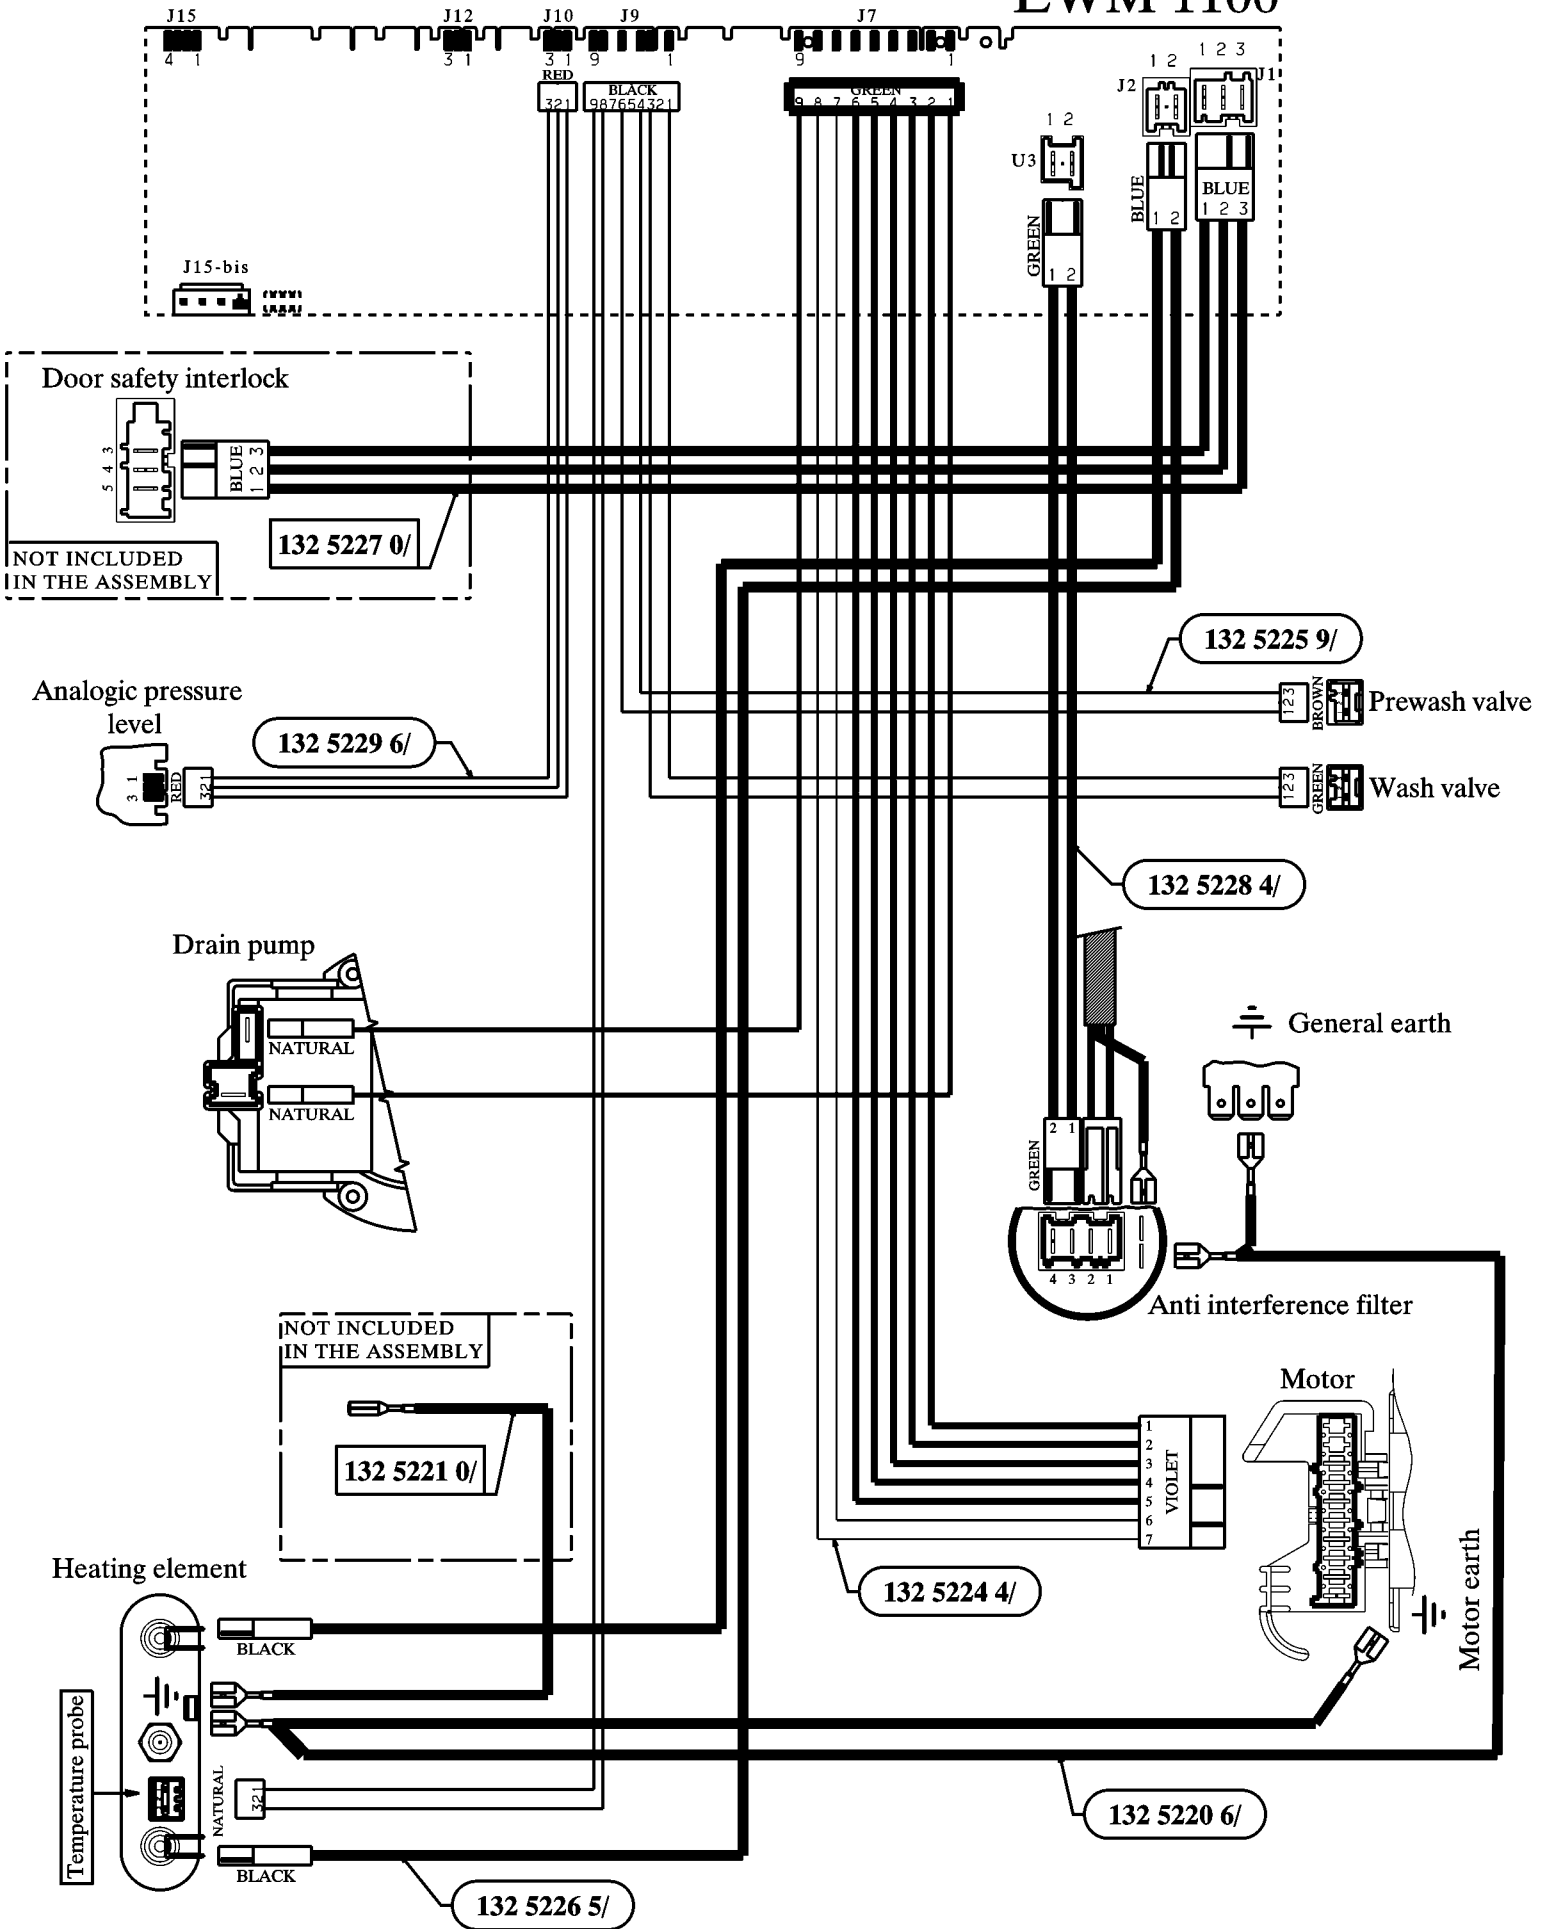 EWM 1100
J15 J12 J10 J9 J7
4 1 3 1 3 1 9 1 9 1
1 2 3
1 2
J2 J1
RED BLACK GREEN
321 987654321 9 8 7 6 5 4 3 2 1
1 2
U3
BLUE
BLUE
1 2
1 2 3
GREEN
1 2
J15-bis
Door safety interlock
3 4 5
BLUE
1 2 3
132 5227 0/
NOT INCLUDED
IN THE ASSEMBLY
132 5225 9/
BROWN
123
Prewash valve
Analogic pressure
level
132 5229 6/
3 1
RED
321
123
GREEN
Wash valve
132 5228 4/
Drain pump
NATURAL
NATURAL
General earth
GREEN
2 1
4 3 2 1
Anti interference filter
NOT INCLUDED
IN THE ASSEMBLY
132 5221 0/
Motor
1
2
3
4
5
6
7
VIOLET
132 5224 4/
Motor earth
Heating element
BLACK
Temperature probe
NATURAL
321
BLACK
132 5220 6/
132 5226 5/